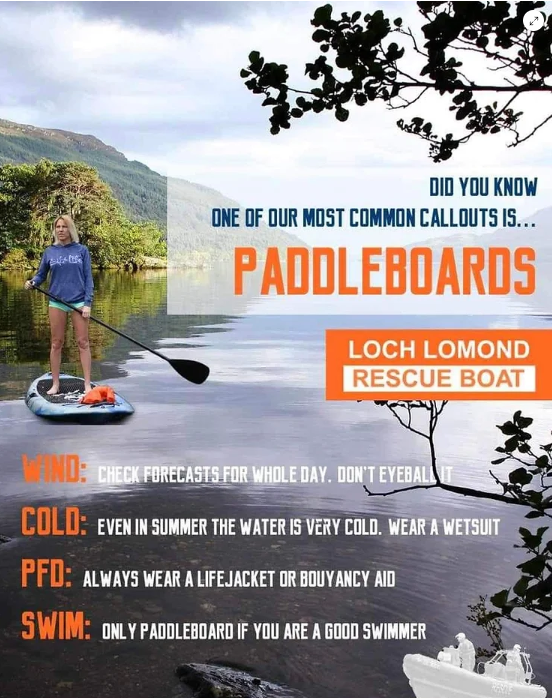 DID YOU KNOW
ONE OF OUR MOST COMMON CALLOUTS IS...
PADDLEBOARDS
LOCH LOMOND
RESCUE BOAT
WIND: CHECK FORECASTS FOR WHOLE DAY. DON'T EYEBALL IT
COLD: EVEN IN SUMMER THE WATER IS VERY COLD. WEAR A WETSUIT
PFD: ALWAYS WEAR A LIFEJACKET OR BOUYANCY AID
SWIM: ONLY PADDLEBOARD IF YOU ARE A GOOD SWIMMER